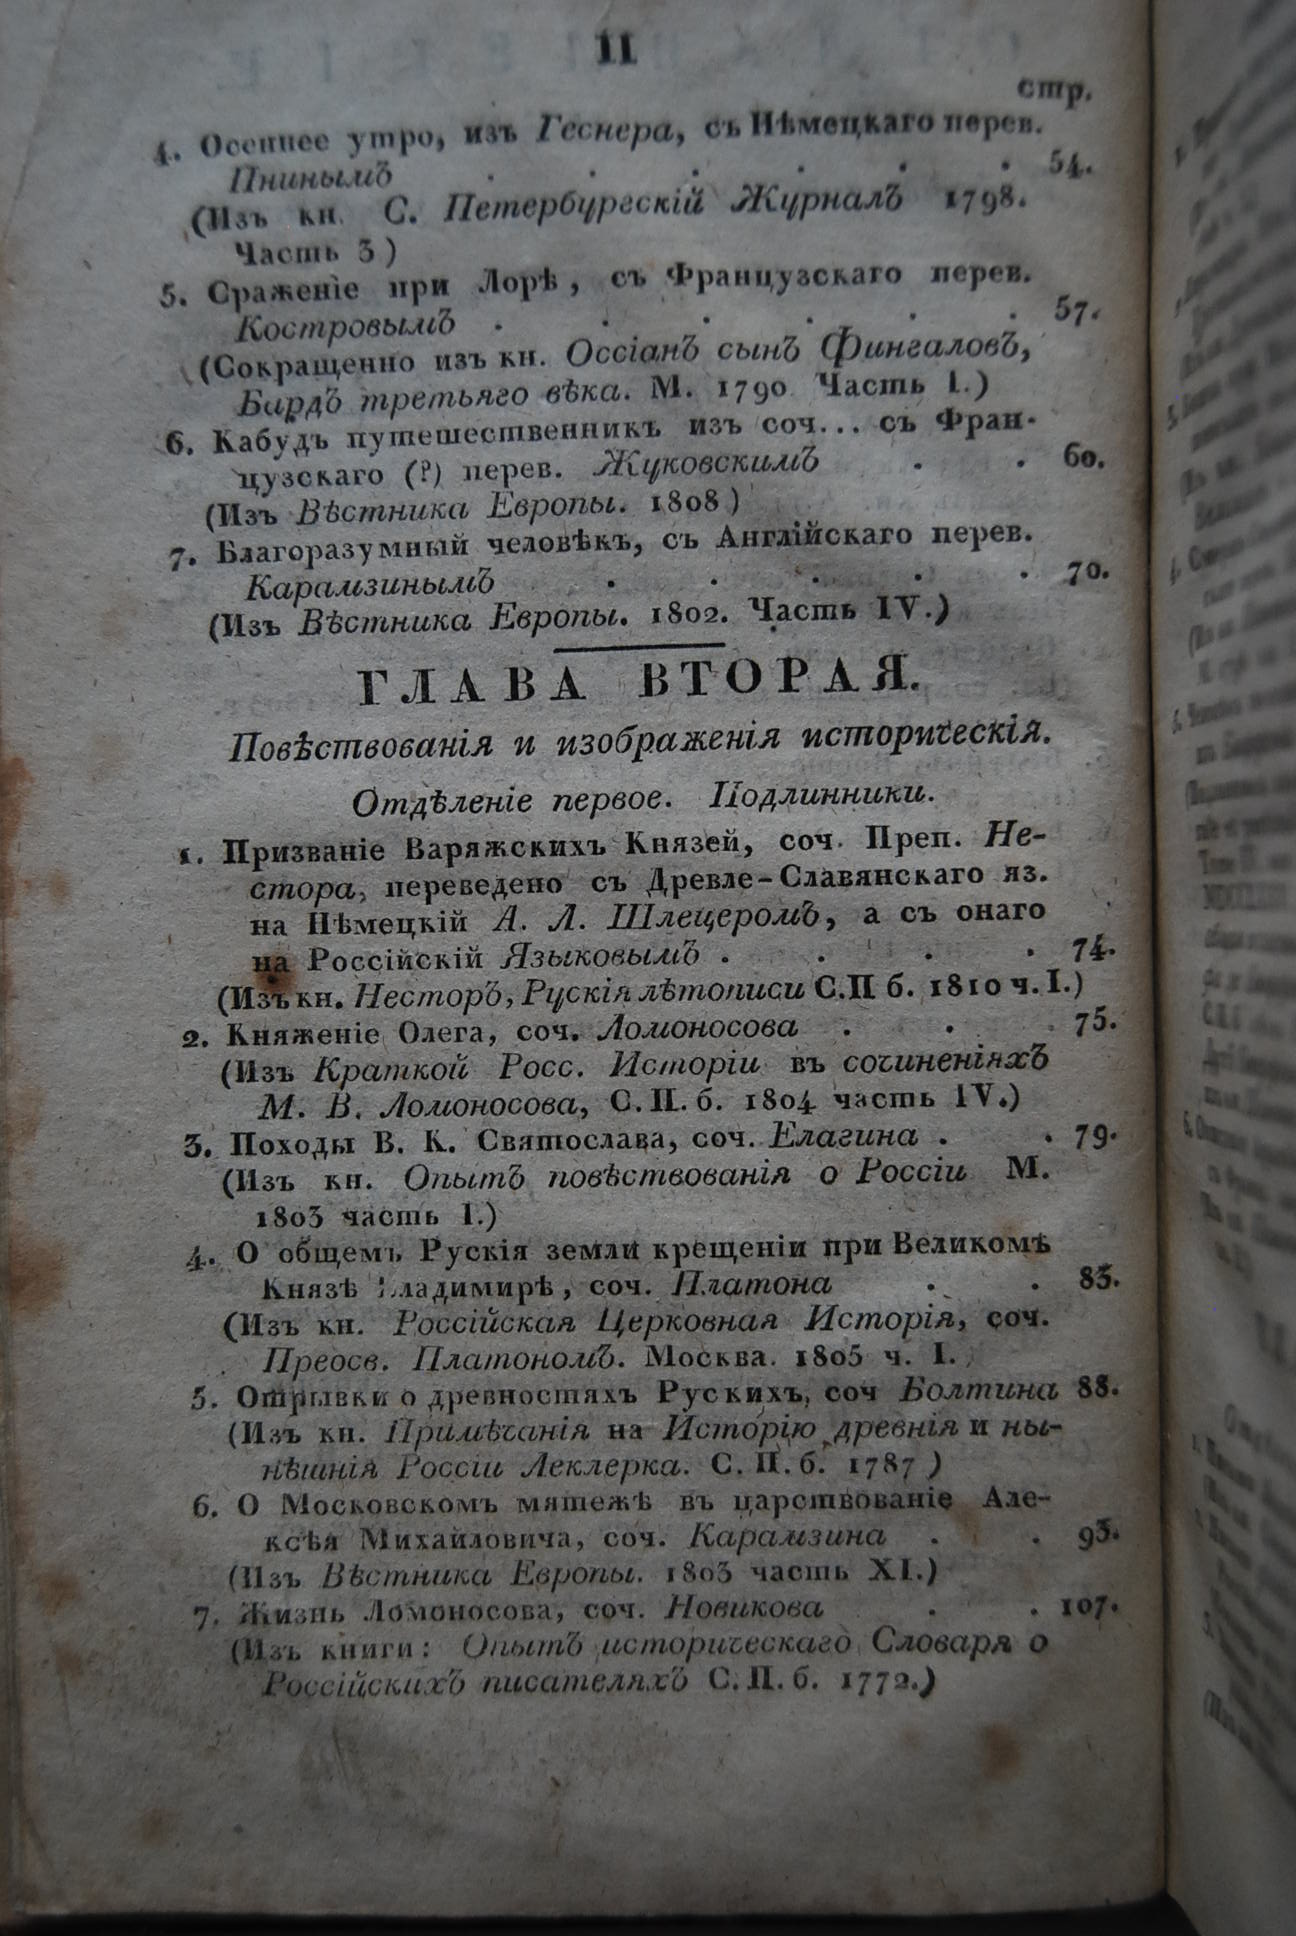 II
стр.
4. Осеннее утро, изъ Геснера, съ Нѣмецкаго перев.
Пнинымъ . . . . . . 54.
(Изъ кн. С. Петербургскій Журналъ 1798.
Часть 3)
5. Сраженіе при Лорѣ, съ Французскаго перев.
Костровымъ . . . . . . 57.
(Сокращенно изъ кн. Оссіанъ сынъ Фингаловъ,
Бардъ третьяго вѣка. М. 1790 Часть I.)
6. Кабудъ путешественникъ изъ соч... съ Фран-
цузскаго (?) перев. Жуковскимъ . . 60.
(Изъ Вѣстника Европы. 1808)
7. Благоразумный человѣкъ, съ Англійскаго перев.
Карамзинымъ . . . . . 70.
(Изъ Вѣстника Европы. 1802. Часть IV.)
ГЛАВА ВТОРАЯ.
Повѣствованія и изображенія историческія.
Отдѣленіе первое. Подлинники.
1. Призваніе Варяжскихъ Князей, соч. Преп. Не-
стора, переведено съ Древле-Славянскаго яз.
на Нѣмецкій А. Л. Шлецеромъ, а съ онаго
на Россійскій Языковымъ . . . . 74.
(Изъ кн. Несторъ, Рускія лѣтописи С.П б. 1810 ч. I.)
2. Княженіе Олега, соч. Ломоносова . . . 75.
(Изъ Краткой Росс. Исторіи въ сочиненіяхъ
М. В. Ломоносова, С. П. б. 1804 часть IV.)
3. Походы В. К. Святослава, соч. Елагина . . 79.
(Изъ кн. Опытъ повѣствованія о Россіи М.
1803 часть I.)
4. О общемъ Рускія земли крещеніи при Великомъ
Князѣ Владимирѣ, соч. Платона . . 83.
(Изъ кн. Россійская Церковная Исторія, соч.
Преосв. Платономъ. Москва. 1805 ч. I.
5. Отрывки о древностяхъ Рускихъ, соч Болтина 88.
(Изъ кн. Примѣчанія на Исторію древнія и ны-
нѣшнія Россіи Леклерка. С. П. б. 1787)
6. О Московскомъ мятежѣ въ царствованіе Але-
ксѣя Михайловича, соч. Карамзина . . 93.
(Изъ Вѣстника Европы. 1803 часть XI.)
7. Жизнь Ломоносова, соч. Новикова . . 107.
(Изъ книги: Опытъ историческаго Словаря о
Россійскихъ писателяхъ С. П. б. 1772.)